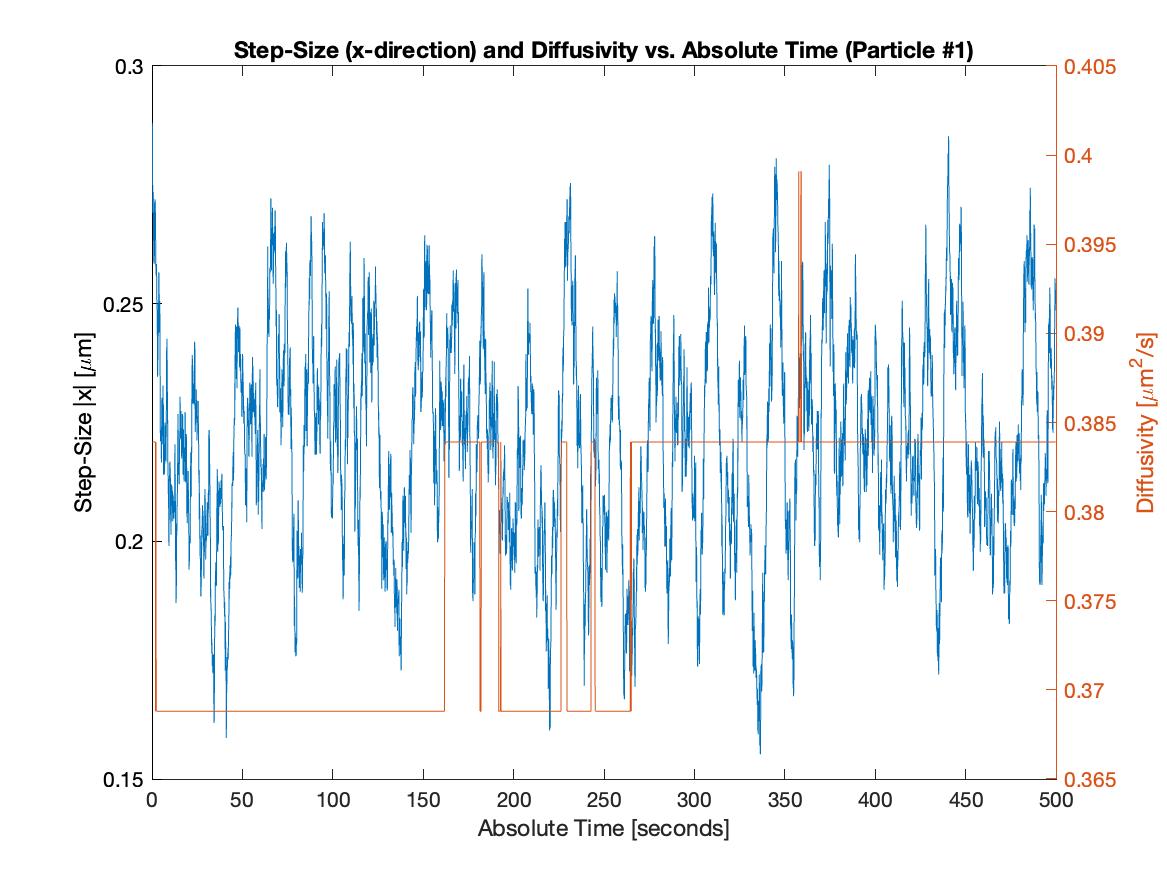 Step-Size (x-direction) and Diffusivity vs. Absolute Time (Particle #1)
0.3
0.25
0.2
0.15
Step-Size |x| [μm]
0.405
0.4
0.395
0.39
0.385
0.38
0.375
0.37
0.365
Diffusivity [μm²/s]
0 50 100 150 200 250 300 350 400 450 500
Absolute Time [seconds]